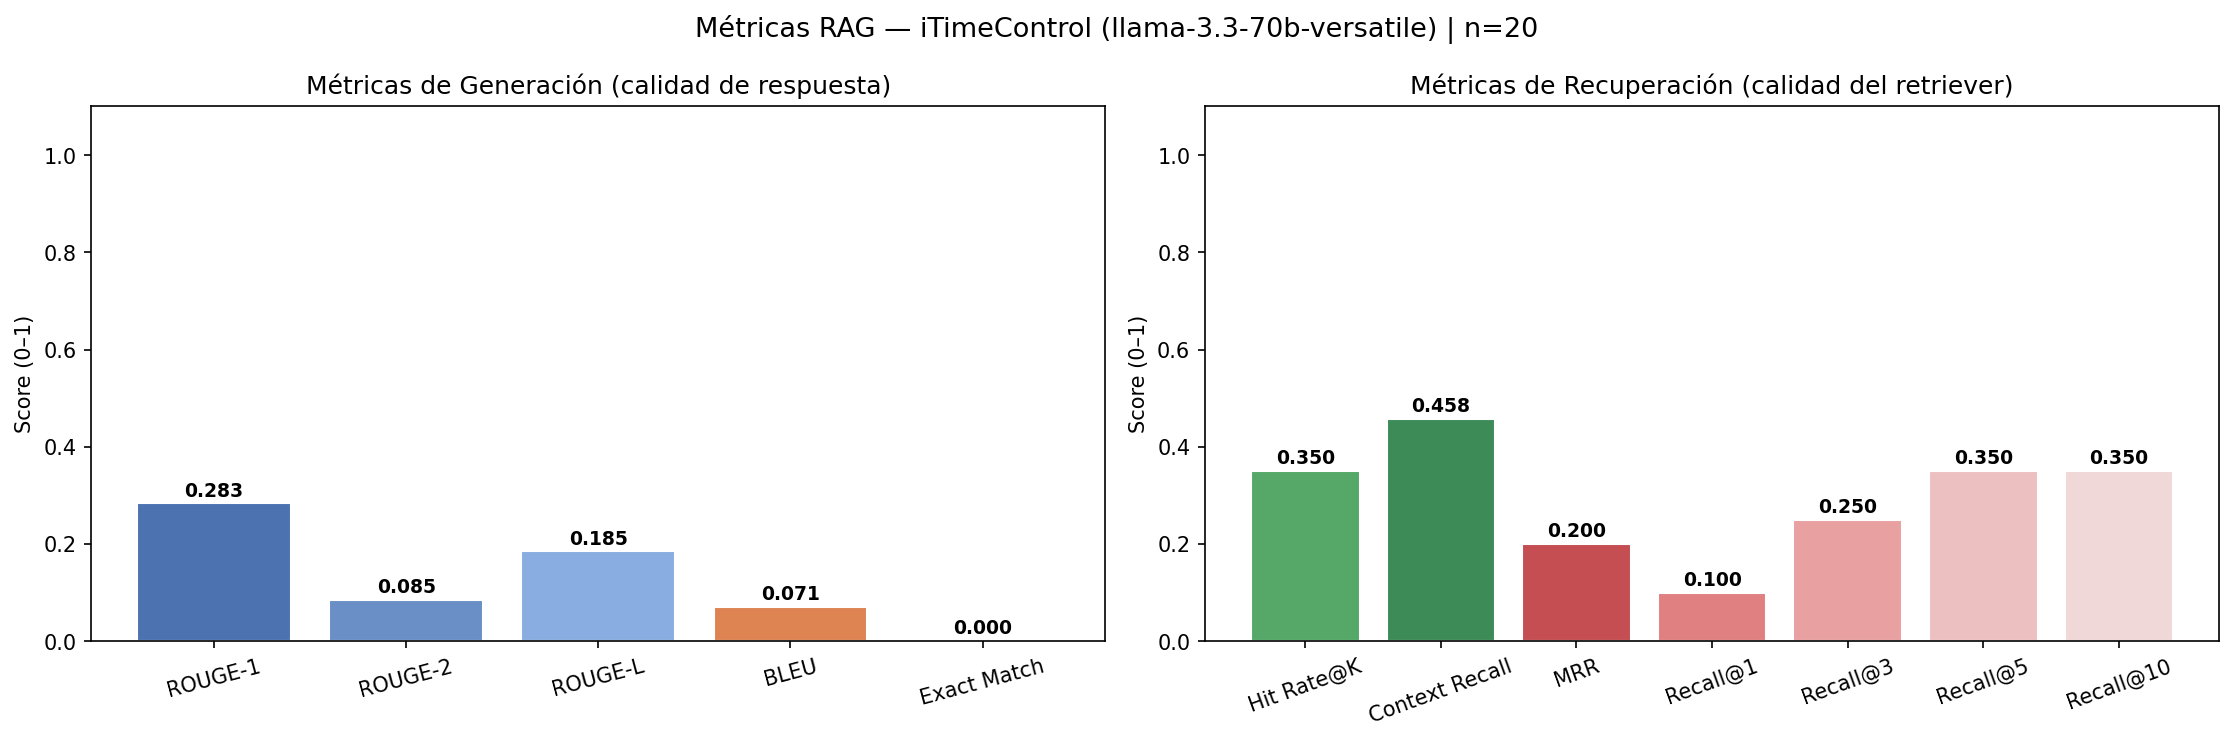 Métricas RAG — iTimeControl (llama-3.3-70b-versatile) | n=20
Métricas de Generación (calidad de respuesta)
Score (0–1)
1.0
0.8
0.6
0.4
0.2
0.0
0.283
0.085
0.185
0.071
0.000
ROUGE-1
ROUGE-2
ROUGE-L
BLEU
Exact Match
Métricas de Recuperación (calidad del retriever)
Score (0–1)
1.0
0.8
0.6
0.4
0.2
0.0
0.350
0.458
0.200
0.100
0.250
0.350
0.350
Hit Rate@K
Context Recall
MRR
Recall@1
Recall@3
Recall@5
Recall@10